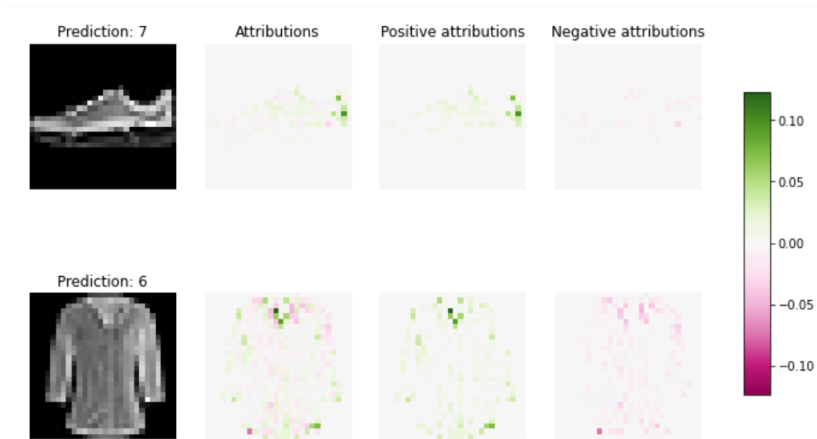 Prediction: 7
Attributions
Positive attributions
Negative attributions
0.10
0.05
0.00
−0.05
−0.10
Prediction: 6